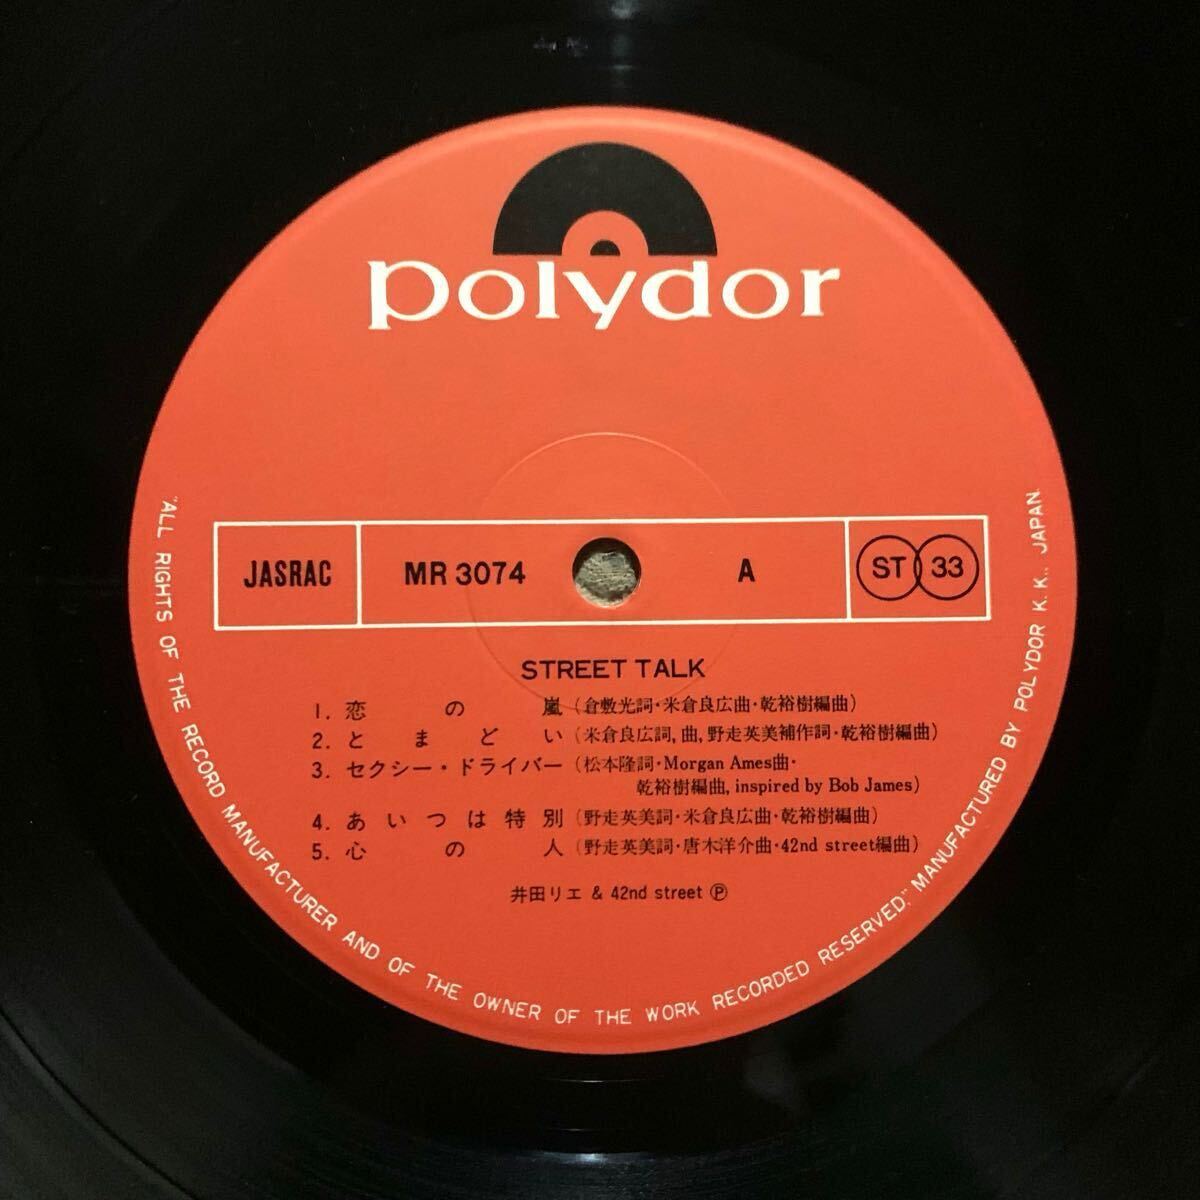 polydor
JASRAC MR 3074 A ST 33
STREET TALK
1. 恋の嵐 (倉敷光詞・米倉良広曲・乾裕樹編曲)
2. とまどい (米倉良広詞, 曲, 野走英美補作詞・乾裕樹編曲)
3. セクシー・ドライバー (松本隆詞・Morgan Ames曲・
乾裕樹編曲, inspired by Bob James)
4. あいつは特別 (野走英美詞・米倉良広曲・乾裕樹編曲)
5. 心の人 (野走英美詞・唐木洋介曲・42nd street編曲)
井田リエ & 42nd street Ⓟ
"ALL RIGHTS OF THE RECORD MANUFACTURER AND OF THE OWNER OF THE WORK RECORDED RESERVED," MANUFACTURED BY POLYDOR K. K., JAPAN